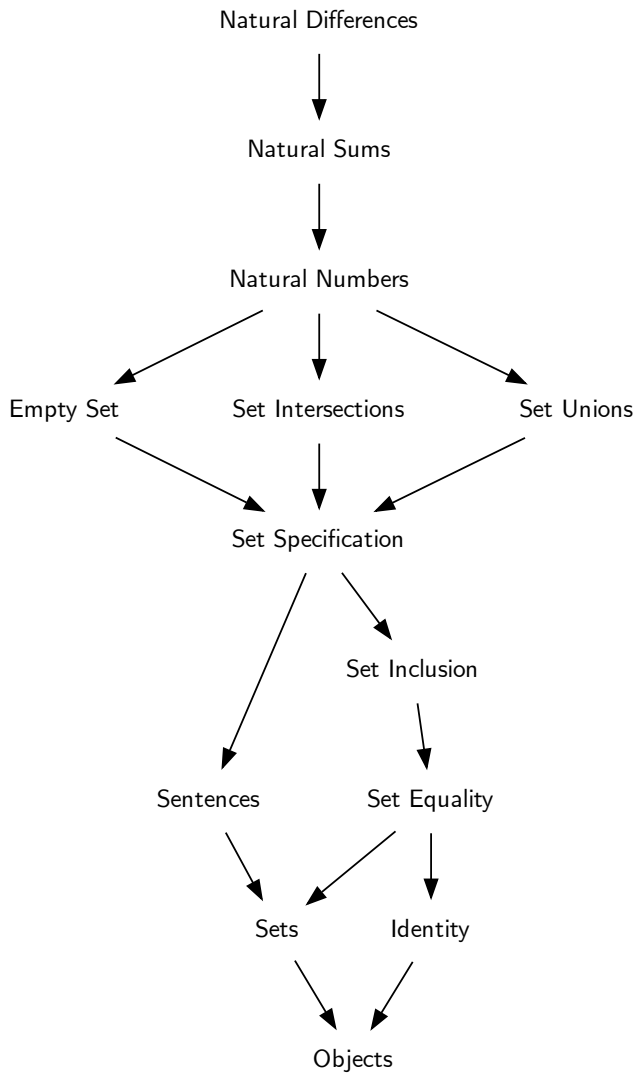 Natural Differences
Natural Sums
Natural Numbers
Empty Set
Set Intersections
Set Unions
Set Specification
Set Inclusion
Sentences
Set Equality
Sets
Identity
Objects